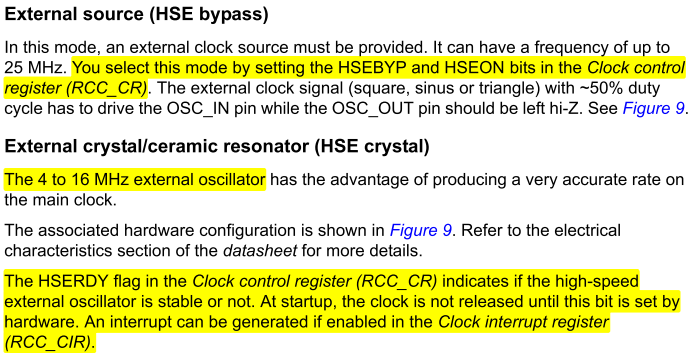 External source (HSE bypass)
In this mode, an external clock source must be provided. It can have a frequency of up to
25 MHz. You select this mode by setting the HSEBYP and HSEON bits in the Clock control
register (RCC_CR). The external clock signal (square, sinus or triangle) with ~50% duty
cycle has to drive the OSC_IN pin while the OSC_OUT pin should be left hi-Z. See Figure 9.
External crystal/ceramic resonator (HSE crystal)
The 4 to 16 MHz external oscillator has the advantage of producing a very accurate rate on
the main clock.
The associated hardware configuration is shown in Figure 9. Refer to the electrical
characteristics section of the datasheet for more details.
The HSERDY flag in the Clock control register (RCC_CR) indicates if the high-speed
external oscillator is stable or not. At startup, the clock is not released until this bit is set by
hardware. An interrupt can be generated if enabled in the Clock interrupt register
(RCC_CIR).